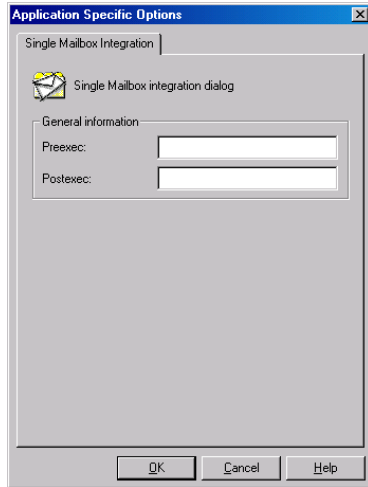 Application Specific Options
Single Mailbox Integration
Single Mailbox integration dialog
General information
Preexec:
Postexec:
OK Cancel Help